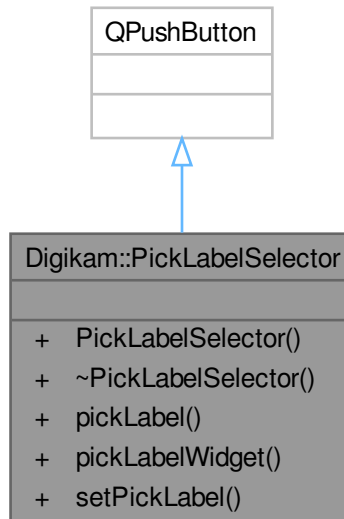 QPushButton
Digikam::PickLabelSelector
+ PickLabelSelector()
+ ~PickLabelSelector()
+ pickLabel()
+ pickLabelWidget()
+ setPickLabel()